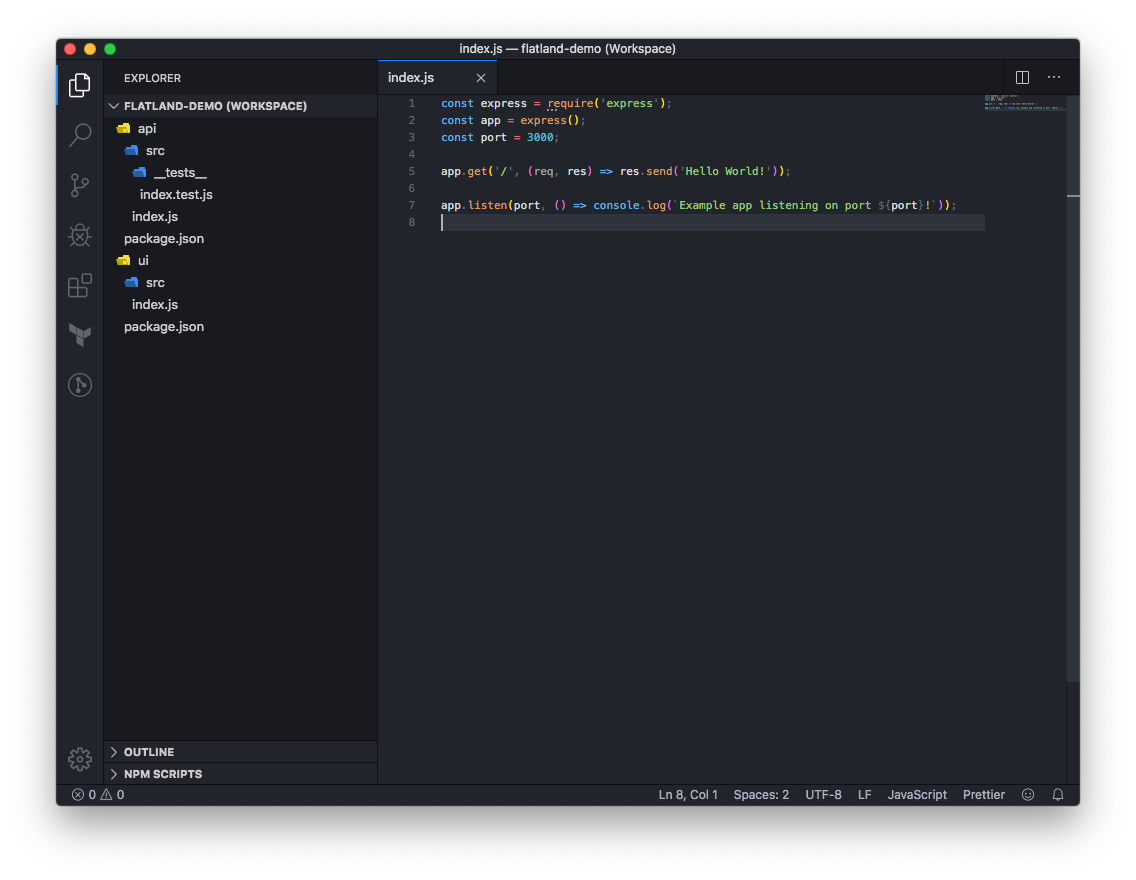 index.js — flatland-demo (Workspace)
EXPLORER
FLATLAND-DEMO (WORKSPACE)
api
src
__tests__
index.test.js
index.js
package.json
ui
src
index.js
package.json
OUTLINE
NPM SCRIPTS
index.js
1 const express = require('express');
2 const app = express();
3 const port = 3000;
4
5 app.get('/', (req, res) => res.send('Hello World!'));
6
7 app.listen(port, () => console.log(`Example app listening on port ${port}!`));
8
0 0 Ln 8, Col 1 Spaces: 2 UTF-8 LF JavaScript Prettier